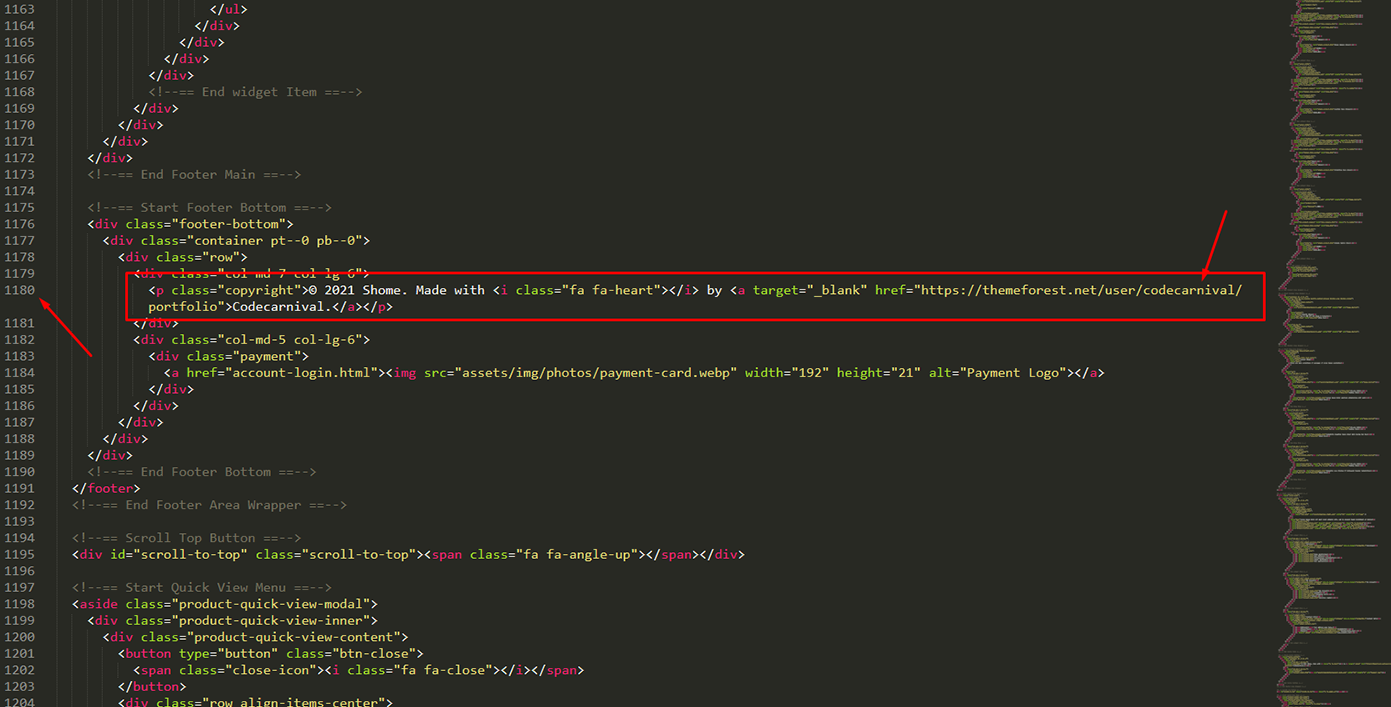 1163 </ul>
1164 </div>
1165 </div>
1166 </div>
1167 </div>
1168 <!--== End widget Item ==-->
1169 </div>
1170 </div>
1171 </div>
1172 </div>
1173 <!--== End Footer Main ==-->
1174
1175 <!--== Start Footer Bottom ==-->
1176 <div class="footer-bottom">
1177 <div class="container pt--0 pb--0">
1178 <div class="row">
1179 <div class="col-md-7 col-lg-6">
1180 <p class="copyright">© 2021 Shome. Made with <i class="fa fa-heart"></i> by <a target="_blank" href="https://themeforest.net/user/codecarnival/
portfolio">Codecarnival.</a></p>
1181 </div>
1182 <div class="col-md-5 col-lg-6">
1183 <div class="payment">
1184 <a href="account-login.html"><img src="assets/img/photos/payment-card.webp" width="192" height="21" alt="Payment Logo"></a>
1185 </div>
1186 </div>
1187 </div>
1188 </div>
1189 </div>
1190 <!--== End Footer Bottom ==-->
1191 </footer>
1192 <!--== End Footer Area Wrapper ==-->
1193
1194 <!--== Scroll Top Button ==-->
1195 <div id="scroll-to-top" class="scroll-to-top"><span class="fa fa-angle-up"></span></div>
1196
1197 <!--== Start Quick View Menu ==-->
1198 <aside class="product-quick-view-modal">
1199 <div class="product-quick-view-inner">
1200 <div class="product-quick-view-content">
1201 <button type="button" class="btn-close">
1202 <span class="close-icon"><i class="fa fa-close"></i></span>
1203 </button>
1204 <div class="row align-items-center">